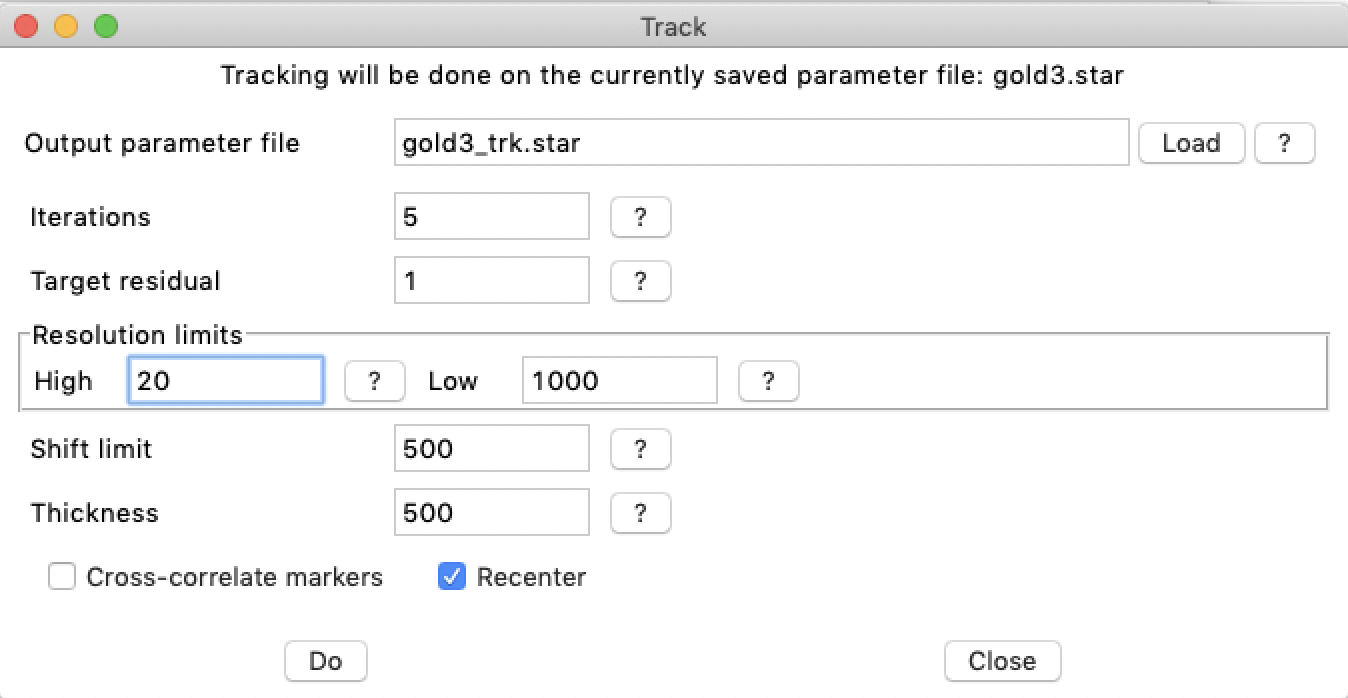 Track
Tracking will be done on the currently saved parameter file: gold3.star
Output parameter file gold3_trk.star Load ?
Iterations 5 ?
Target residual 1 ?
Resolution limits
High 20 ? Low 1000 ?
Shift limit 500 ?
Thickness 500 ?
Cross-correlate markers Recenter
Do Close